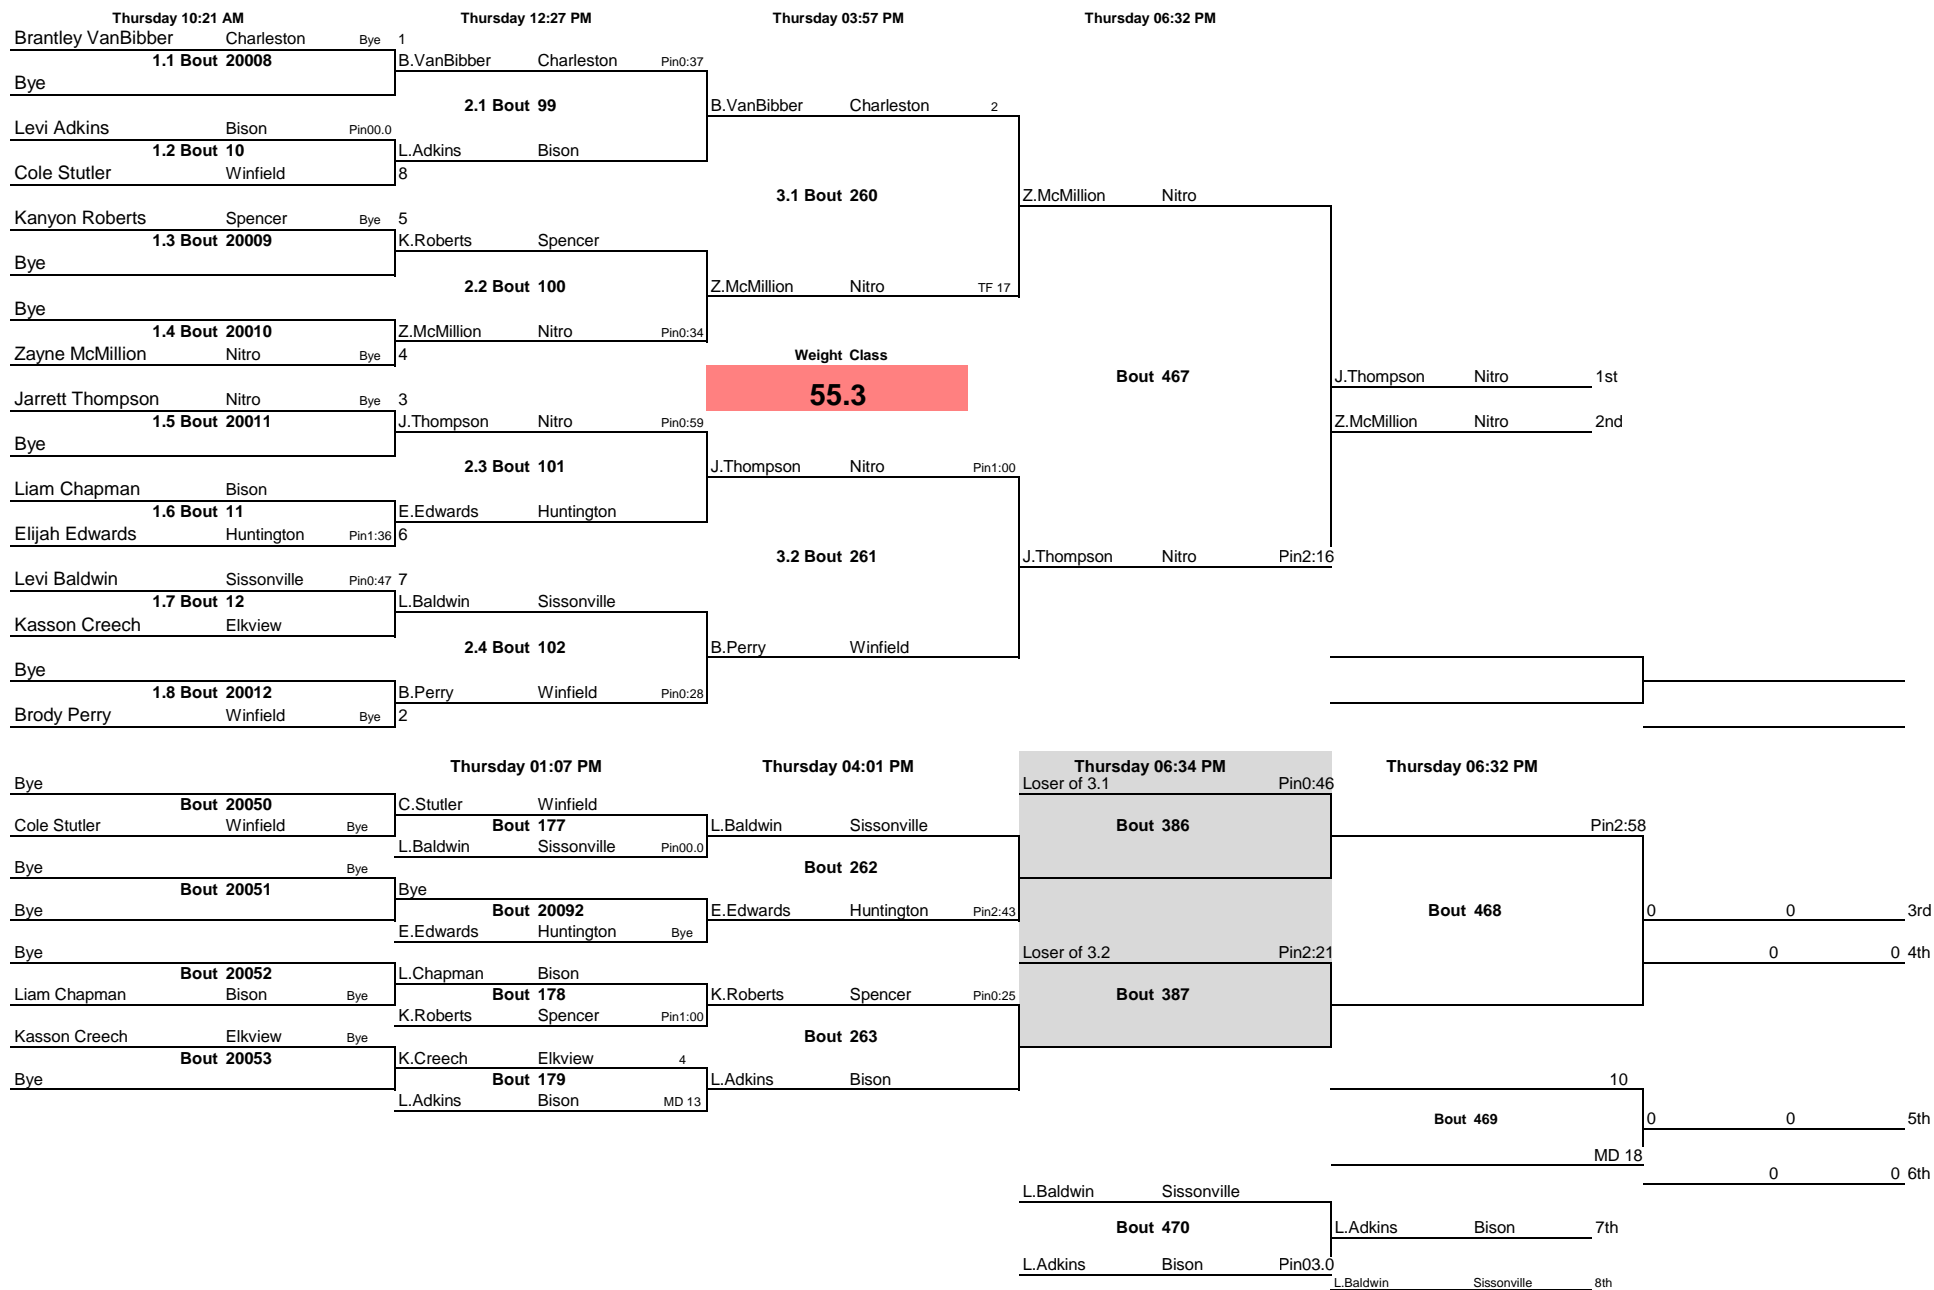 Thursday 10:21 AM Thursday 12:27 PM Thursday 03:57 PM Thursday 06:32 PM
Brantley VanBibber Charleston Bye 1
1.1 Bout 20008 B.VanBibber Charleston Pin0:37
Bye
2.1 Bout 99 B.VanBibber Charleston 2
Levi Adkins Bison Pin00.0
1.2 Bout 10 L.Adkins Bison
Cole Stutler Winfield 8
3.1 Bout 260 Z.McMillion Nitro
Kanyon Roberts Spencer Bye 5
1.3 Bout 20009 K.Roberts Spencer
Bye
2.2 Bout 100 Z.McMillion Nitro TF 17
Bye
1.4 Bout 20010 Z.McMillion Nitro Pin0:34
Zayne McMillion Nitro Bye 4 Weight Class
Bout 467 J.Thompson Nitro 1st
Jarrett Thompson Nitro Bye 3 55.3
1.5 Bout 20011 J.Thompson Nitro Pin0:59 Z.McMillion Nitro 2nd
Bye
2.3 Bout 101 J.Thompson Nitro Pin1:00
Liam Chapman Bison
1.6 Bout 11 E.Edwards Huntington
Elijah Edwards Huntington Pin1:36 6
3.2 Bout 261 J.Thompson Nitro Pin2:16
Levi Baldwin Sissonville Pin0:47 7
1.7 Bout 12 L.Baldwin Sissonville
Kasson Creech Elkview
2.4 Bout 102 B.Perry Winfield
Bye
1.8 Bout 20012 B.Perry Winfield Pin0:28
Brody Perry Winfield Bye 2
Thursday 01:07 PM Thursday 04:01 PM Thursday 06:34 PM Thursday 06:32 PM
Bye Loser of 3.1 Pin0:46
Bout 20050 C.Stutler Winfield
Cole Stutler Winfield Bye Bout 177 L.Baldwin Sissonville Bout 386 Pin2:58
L.Baldwin Sissonville Pin00.0
Bye Bye Bout 262
Bout 20051 Bye
Bye Bout 20092 E.Edwards Huntington Pin2:43 Bout 468 0 0 3rd
E.Edwards Huntington Bye
Bye Loser of 3.2 Pin2:21 0 0 4th
Bout 20052 L.Chapman Bison
Liam Chapman Bison Bye Bout 178 K.Roberts Spencer Pin0:25 Bout 387
K.Roberts Spencer Pin1:00
Kasson Creech Elkview Bye Bout 263
Bout 20053 K.Creech Elkview 4
Bye Bout 179 L.Adkins Bison 10
L.Adkins Bison MD 13
Bout 469 0 0 5th
MD 18
0 0 6th
L.Baldwin Sissonville
Bout 470 L.Adkins Bison 7th
L.Adkins Bison Pin03.0
L.Baldwin Sissonville 8th